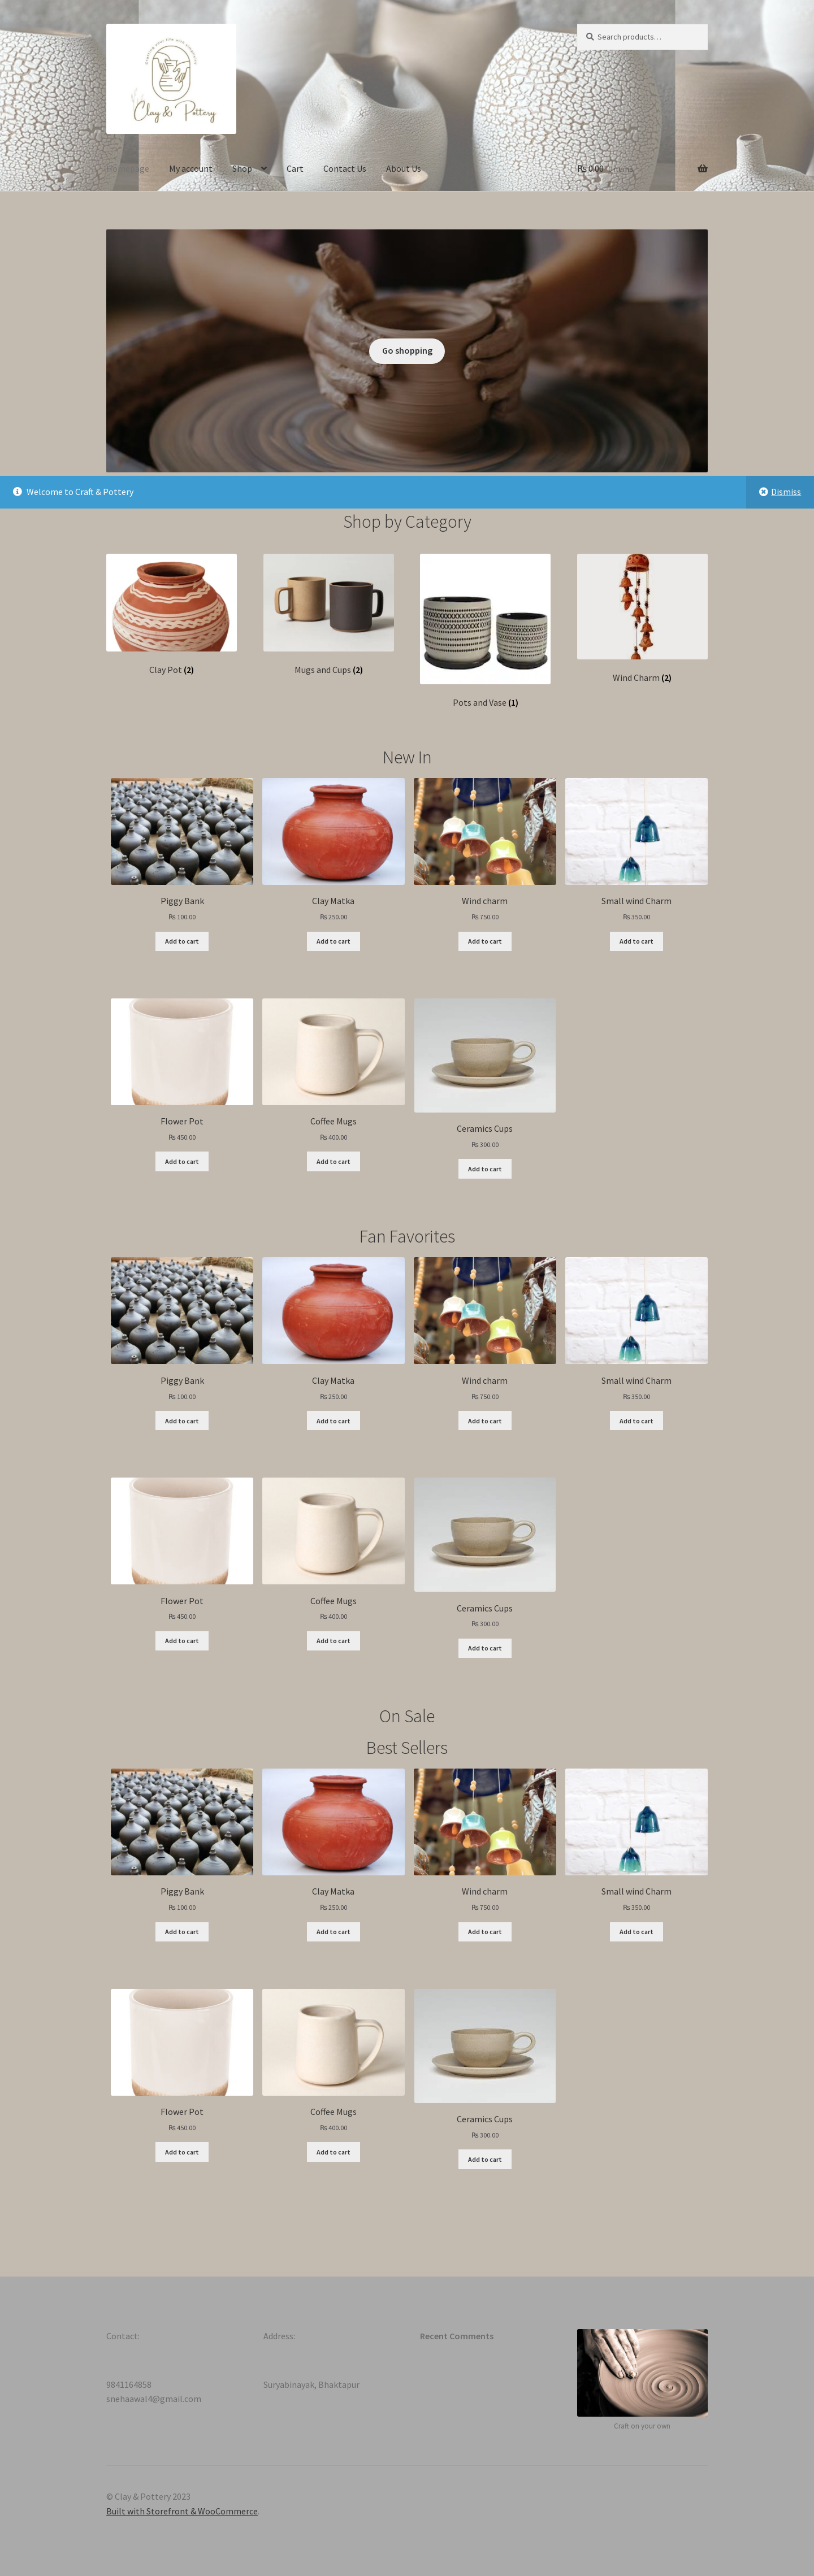 Clay & Pottery
Search products…
My account
Shop
Cart
Contact Us
About Us
₨ 0.00
Go shopping
Welcome to Craft & Pottery
Dismiss
Shop by Category
Clay Pot (2)
Mugs and Cups (2)
Pots and Vase (1)
Wind Charm (2)
New In
Piggy Bank
₨ 100.00
Add to cart
Clay Matka
₨ 250.00
Add to cart
Wind charm
₨ 750.00
Add to cart
Small wind Charm
₨ 350.00
Add to cart
Flower Pot
₨ 450.00
Add to cart
Coffee Mugs
₨ 400.00
Add to cart
Ceramics Cups
₨ 300.00
Add to cart
Fan Favorites
Piggy Bank
₨ 100.00
Add to cart
Clay Matka
₨ 250.00
Add to cart
Wind charm
₨ 750.00
Add to cart
Small wind Charm
₨ 350.00
Add to cart
Flower Pot
₨ 450.00
Add to cart
Coffee Mugs
₨ 400.00
Add to cart
Ceramics Cups
₨ 300.00
Add to cart
On Sale
Best Sellers
Piggy Bank
₨ 100.00
Add to cart
Clay Matka
₨ 250.00
Add to cart
Wind charm
₨ 750.00
Add to cart
Small wind Charm
₨ 350.00
Add to cart
Flower Pot
₨ 450.00
Add to cart
Coffee Mugs
₨ 400.00
Add to cart
Ceramics Cups
₨ 300.00
Add to cart
Contact:
9841164858
snehaawal4@gmail.com
Address:
Suryabinayak, Bhaktapur
Recent Comments
Craft on your own
© Clay & Pottery 2023
Built with Storefront & WooCommerce.